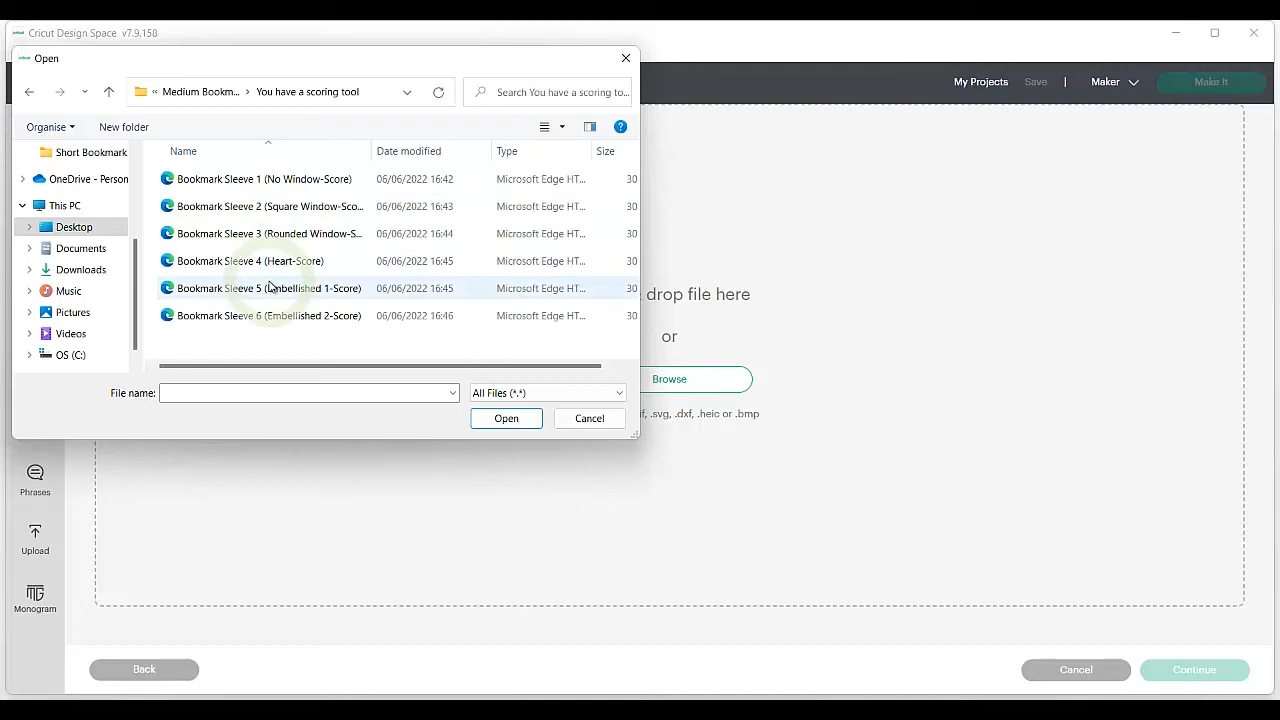 Cricut Design Space v7.9.158
Open
« Medium Bookm... › You have a scoring tool
Search You have a scoring to...
My Projects Save | Maker Make It
Organise New folder
Name Date modified Type Size
Short Bookmark
OneDrive - Person
This PC
Desktop
Documents
Downloads
Music
Pictures
Videos
OS (C:)
Bookmark Sleeve 1 (No Window-Score) 06/06/2022 16:42 Microsoft Edge HT... 30
Bookmark Sleeve 2 (Square Window-Sco... 06/06/2022 16:43 Microsoft Edge HT... 30
Bookmark Sleeve 3 (Rounded Window-S... 06/06/2022 16:44 Microsoft Edge HT... 30
Bookmark Sleeve 4 (Heart-Score) 06/06/2022 16:45 Microsoft Edge HT... 30
Bookmark Sleeve 5 (Embellished 1-Score) 06/06/2022 16:45 Microsoft Edge HT... 30
Bookmark Sleeve 6 (Embellished 2-Score) 06/06/2022 16:46 Microsoft Edge HT... 30
File name: All Files (*.*)
Open Cancel
drop file here
or
Browse
if, .svg, .dxf, .heic or .bmp
Phrases
Upload
MG
Monogram
Back Cancel Continue